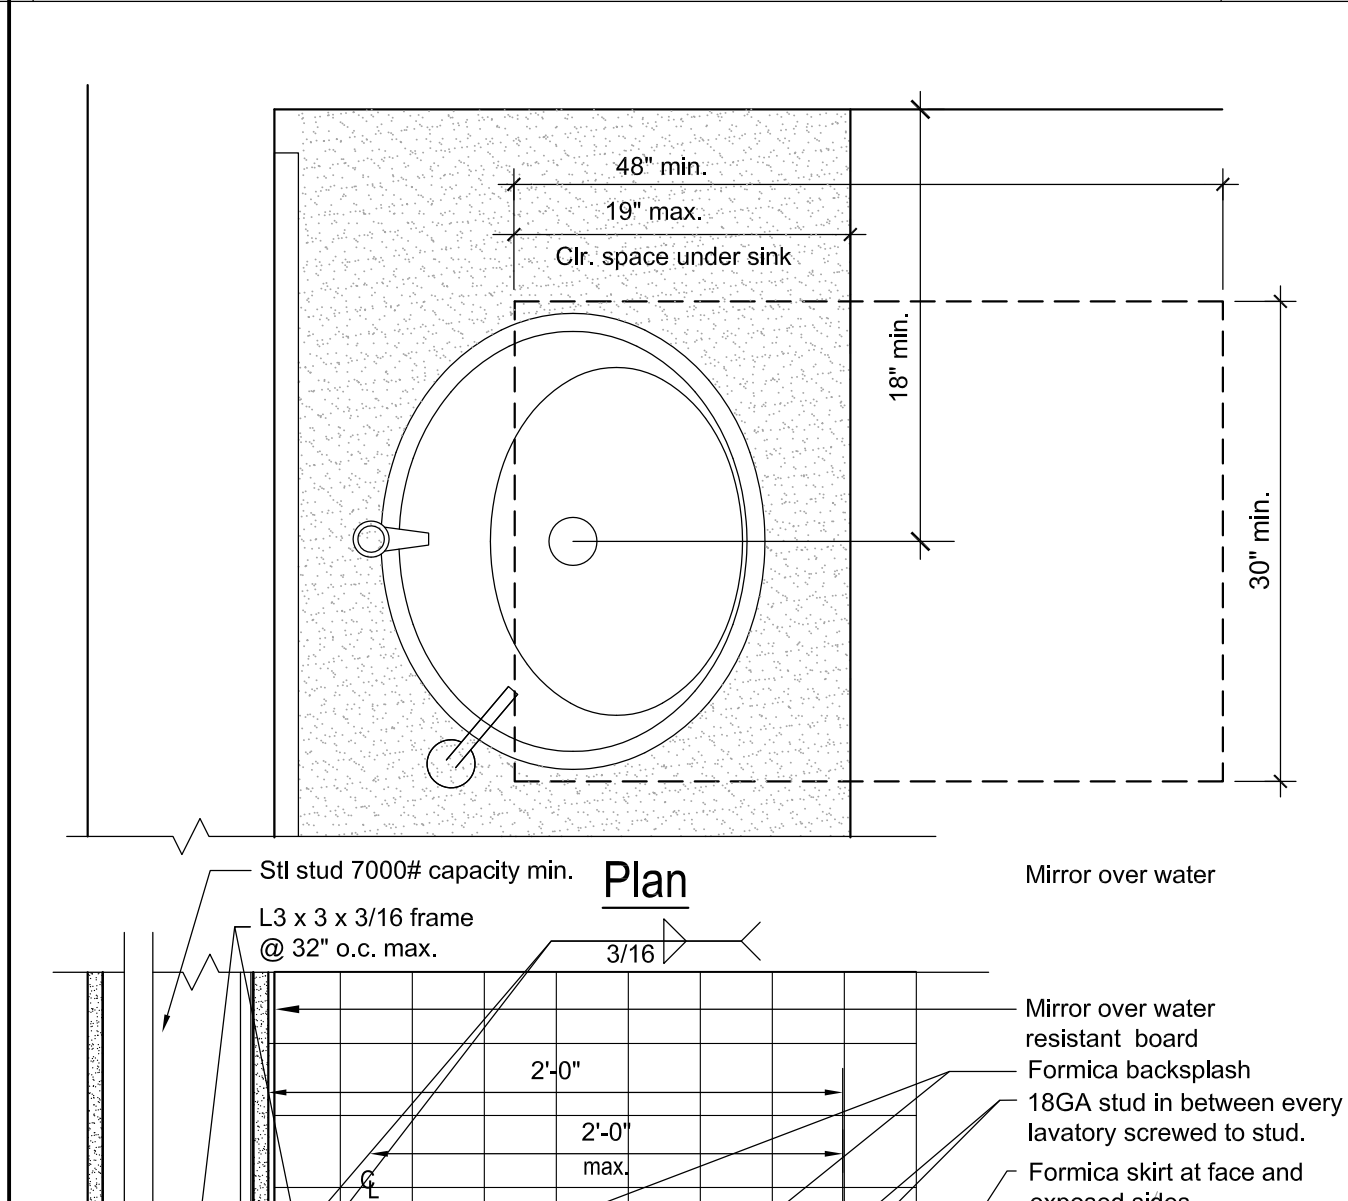 48" min.
19" max.
Clr. space under sink
18" min.
30" min.
Stl stud 7000# capacity min.
Plan
Mirror over water
L3 x 3 x 3/16 frame
@ 32" o.c. max.
3/16
Mirror over water
resistant board
2'-0"
Formica backsplash
18GA stud in between every
lavatory screwed to stud.
2'-0"
max.
℄
Formica skirt at face and
exposed sides